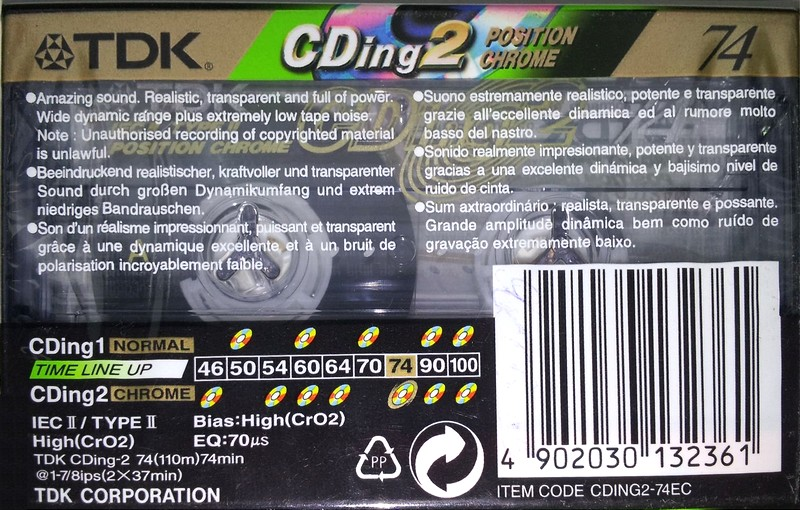 TDK®
CDing2 POSITION CHROME 74
●Amazing sound. Realistic, transparent and full of power.
Wide dynamic range plus extremely low tape noise.
Note : Unauthorised recording of copyrighted material
is unlawful.
●Beeindruckend realistischer, kraftvoller und transparenter
Sound durch großen Dynamikumfang und extrem
niedriges Bandrauschen.
●Son d'un réalisme impressionnant, puissant et transparent
grâce à une dynamique excellente et à un bruit de
polarisation incroyablement faible.
●Suono estremamente realistico, potente e transparente
grazie all'eccellente dinamica ed al rumore molto
basso del nastro.
●Sonido realmente impresionante, potente y transparente
gracias a una excelente dinámica y bajisimo nivel de
ruido de cinta.
●Sum axtraordinário ; realista, transparente e possante.
Grande amplitude dinâmica bem como ruído de
gravação extremamente baixo.
POSITION CHROME
A
CDing1 NORMAL
TIME LINE UP 46 50 54 60 64 70 74 90 100
CDing2 CHROME
IEC II / TYPE II Bias:High(CrO2)
High(CrO2) EQ:70μs
TDK CDing-2 74(110m)74min
@1-7/8ips(2×37min)
TDK CORPORATION
PP
4 902030 132361
ITEM CODE CDING2-74EC